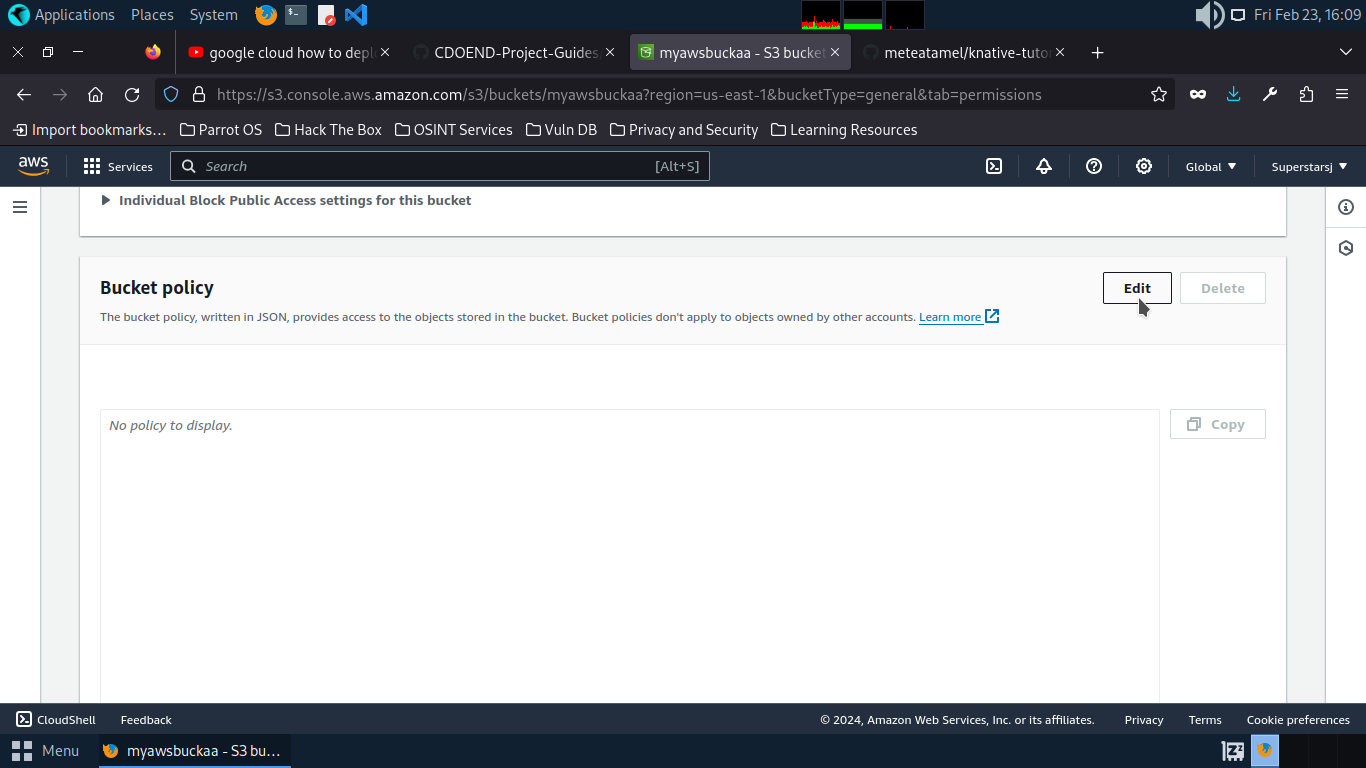 Applications Places System Fri Feb 23, 16:09
google cloud how to depl CDOEND-Project-Guides myawsbuckaa - S3 bucket meteatamel/knative-tutor
https://s3.console.aws.amazon.com/s3/buckets/myawsbuckaa?region=us-east-1&bucketType=general&tab=permissions
Import bookmarks... Parrot OS Hack The Box OSINT Services Vuln DB Privacy and Security Learning Resources
aws Services Search [Alt+S] Global Superstarsj
Individual Block Public Access settings for this bucket
Bucket policy Edit Delete
The bucket policy, written in JSON, provides access to the objects stored in the bucket. Bucket policies don't apply to objects owned by other accounts. Learn more
No policy to display. Copy
CloudShell Feedback © 2024, Amazon Web Services, Inc. or its affiliates. Privacy Terms Cookie preferences
Menu myawsbuckaa - S3 bu...